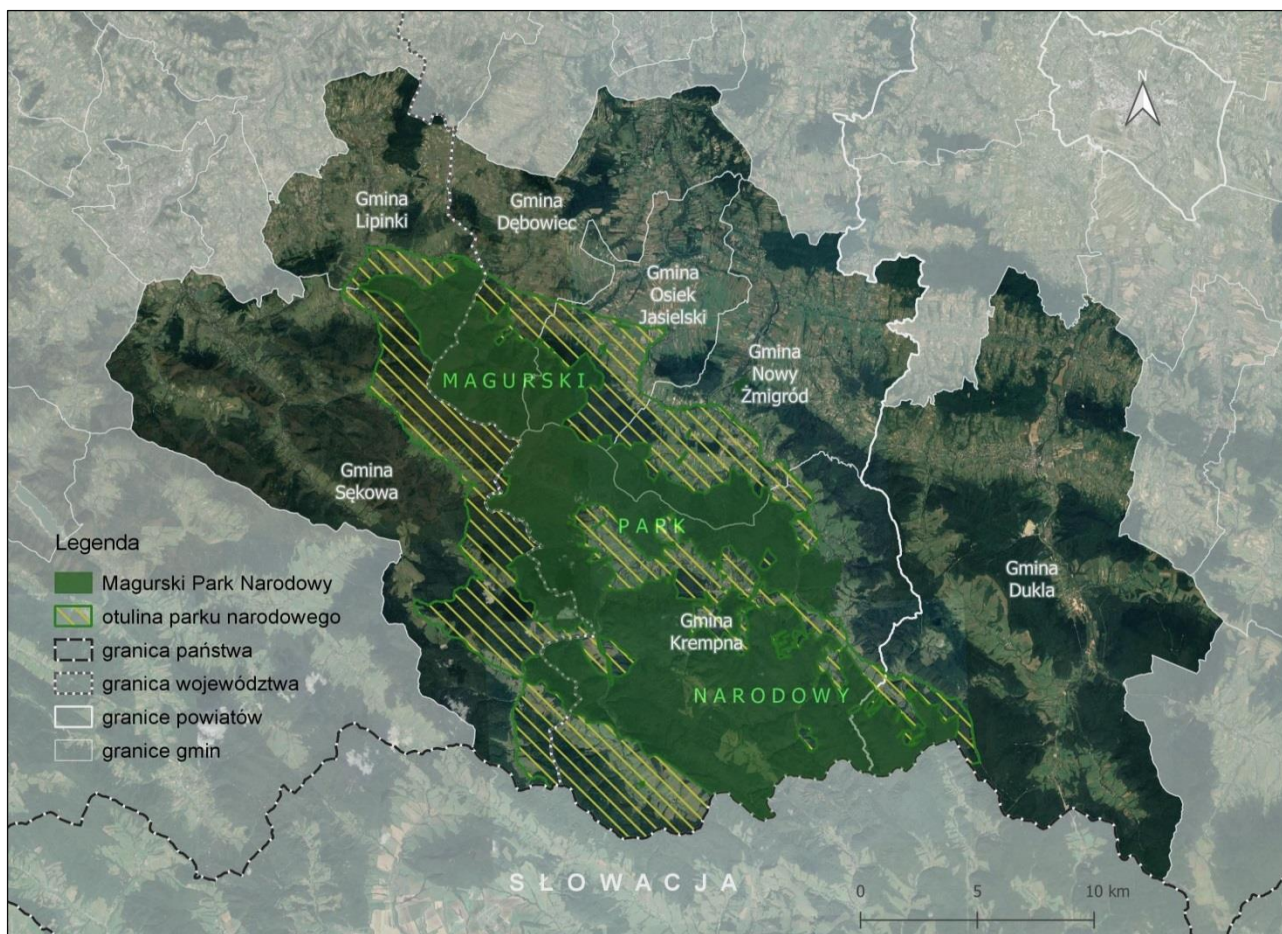 N
Gmina
Lipinki
Gmina
Dębowiec
Gmina
Osiek
Jasielski
Gmina
Nowy
Żmigród
MAGURSKI
Gmina
Sękowa
PARK
Gmina
Dukla
Gmina
Krempna
NARODOWY
Legenda
Magurski Park Narodowy
otulina parku narodowego
granica państwa
granica województwa
granice powiatów
granice gmin
SŁOWACJA
0 5 10 km